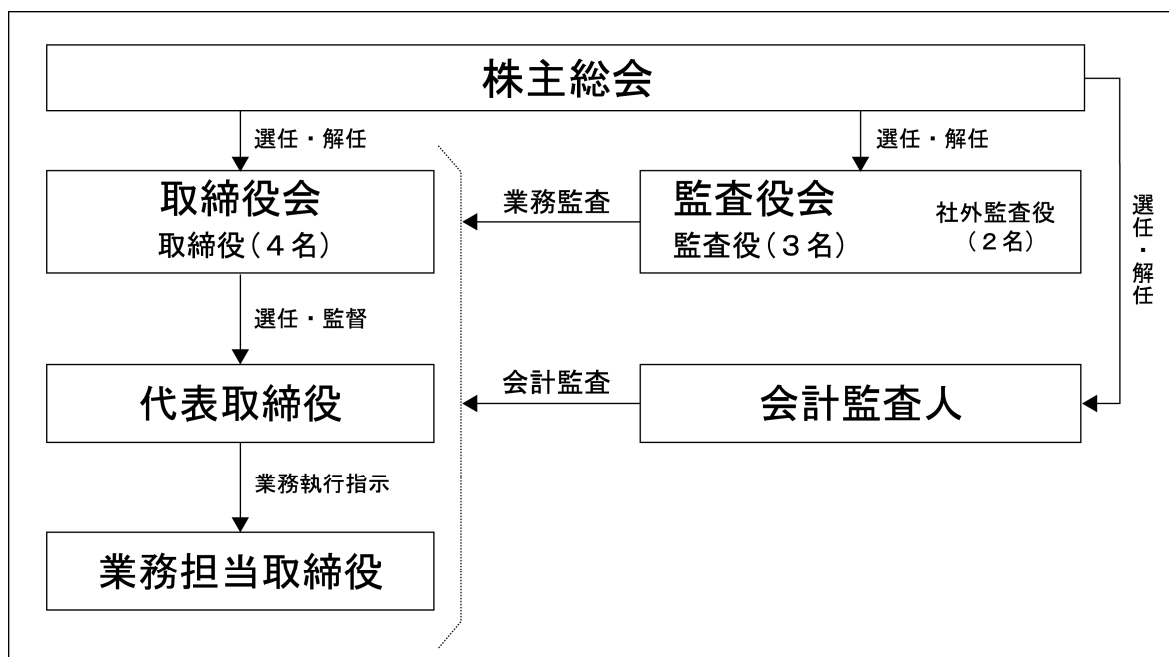 株主総会
選任・解任
選任・解任
取締役会
取締役(4名)
業務監査
監査役会
監査役(3名)
社外監査役
(2名)
選任・解任
選任・監督
代表取締役
会計監査
会計監査人
業務執行指示
業務担当取締役